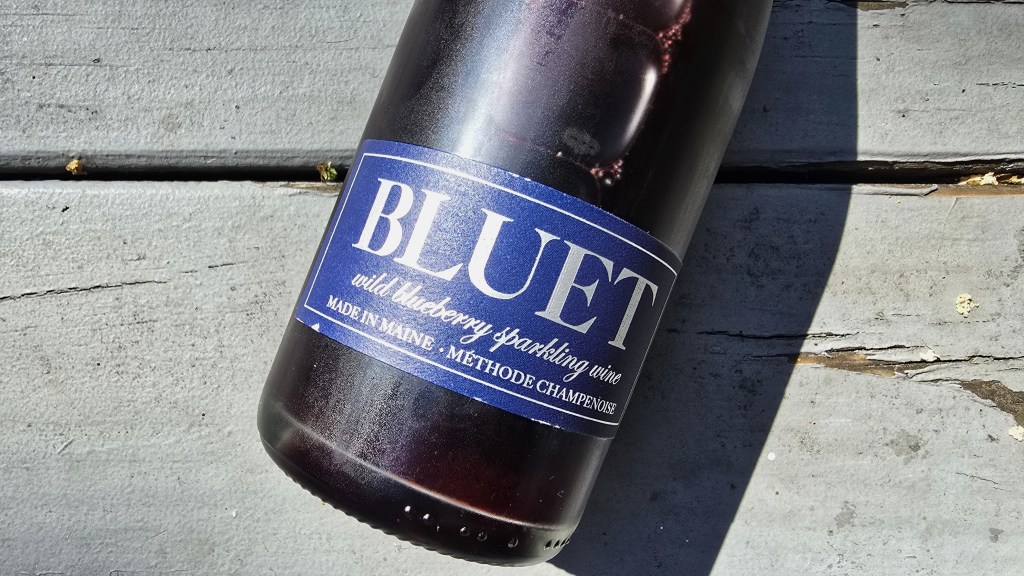 BLUET
wild blueberry sparkling wine
MADE IN MAINE · MÉTHODE CHAMPENOISE